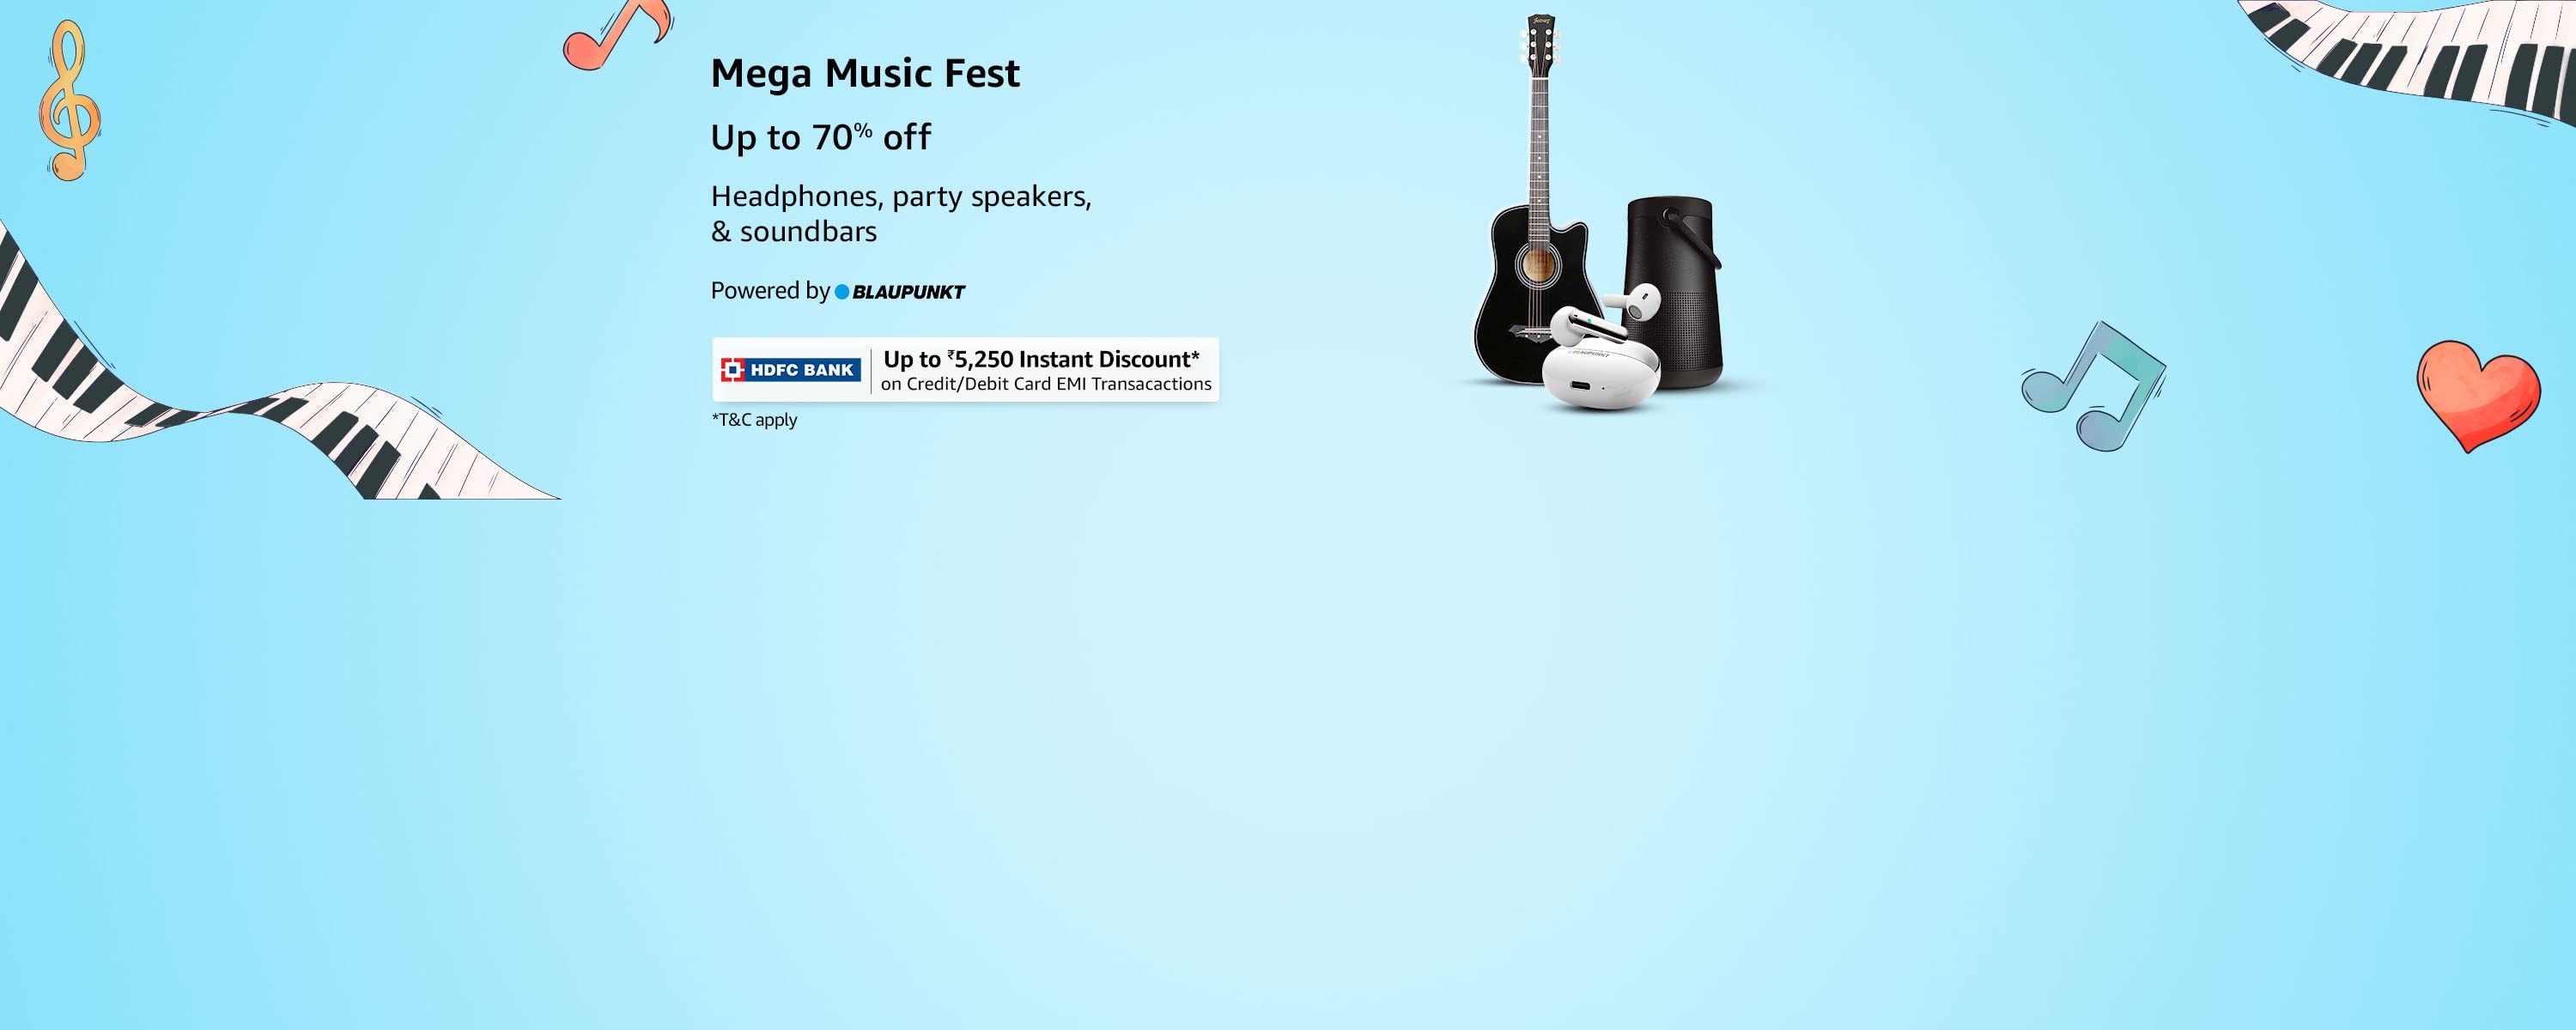 Mega Music Fest
Up to 70% off
Headphones, party speakers,
& soundbars
Powered by BLAUPUNKT
HDFC BANK
Up to ₹5,250 Instant Discount*
on Credit/Debit Card EMI Transacactions
*T&C apply
BLAUPUNKT